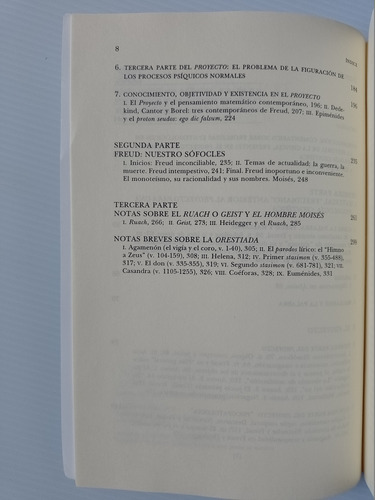 8
ÍNDICE
6. TERCERA PARTE DEL PROYECTO: EL PROBLEMA DE LA FIGURACIÓN DE
LOS PROCESOS PSÍQUICOS NORMALES 184
7. CONOCIMIENTO, OBJETIVIDAD Y EXISTENCIA EN EL PROYECTO 196
I. El Proyecto y el pensamiento matemático contemporáneo, 196; II. Dede-
kind, Cantor y Borel: tres contemporáneos de Freud, 207; III. Epiménides
y el proton seudos: ego dic falsum, 224
SEGUNDA PARTE
FREUD: NUESTRO SÓFOCLES
I. Inicios: Freud inconciliable, 235; II. Temas de actualidad: la guerra, la
muerte. Freud intempestivo, 241; Final. Freud inoportuno e inconveniente.
El monoteísmo, su racionalidad y sus nombres. Moisés, 248
TERCERA PARTE
NOTAS SOBRE EL RUACH O GEIST Y EL HOMBRE MOISÉS
I. Ruach, 266; II. Geist, 273; III. Heidegger y el Ruach, 285
NOTAS BREVES SOBRE LA ORESTIADA
I. Agamenón (el vigía y el coro, v. 1-40), 305; II. El parodos lírico: el "Himno
a Zeus" (v. 104-159), 308; III. Helena, 312; IV. Primer stasimon (v. 355-488),
317; V. El don (v. 335-355), 319; VI. Segundo stasimon (v. 681-781), 321; VII.
Casandra (v. 1105-1255), 326; VIII. Coéforas, 328; IX. Euménides, 331